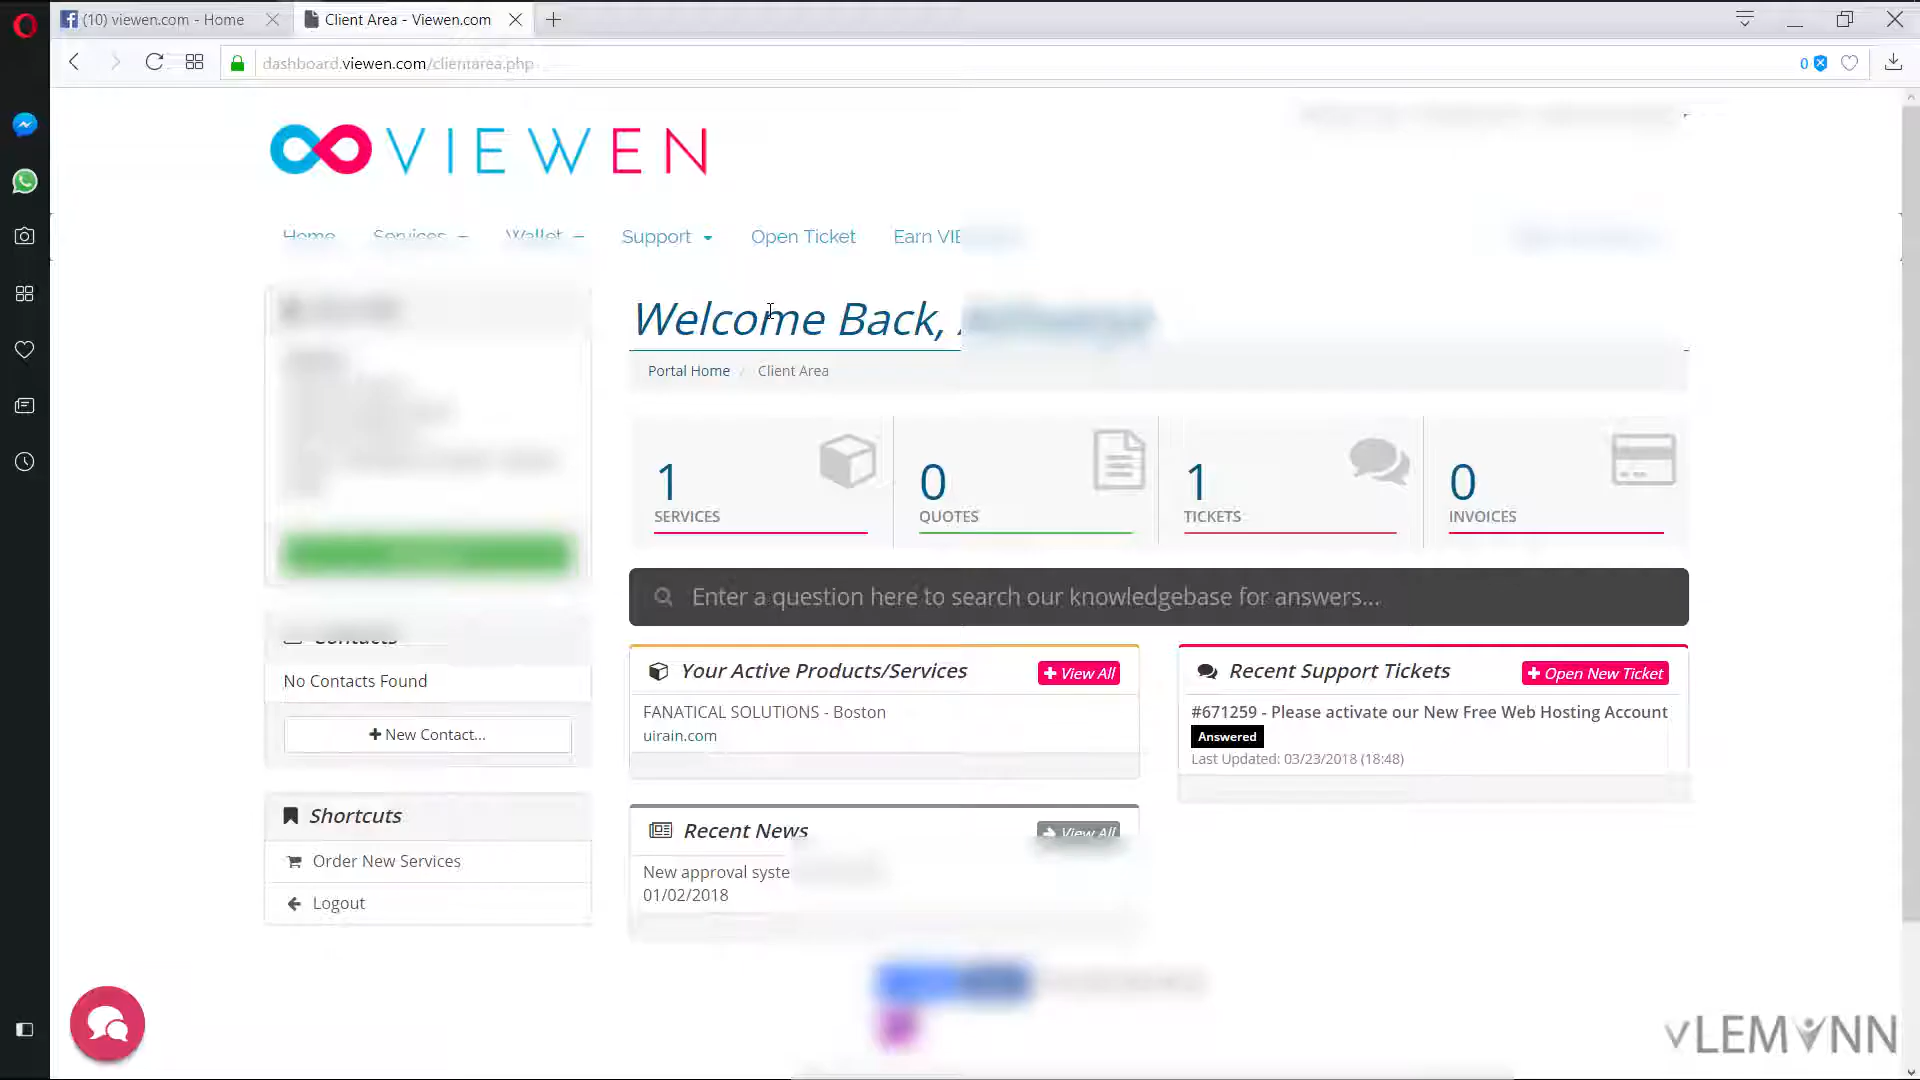 (10) viewen.com - Home
Client Area - Viewen.com
dashboard.viewen.com/clientarea.php
0
VIEWEN
Home Services Wallet Support Open Ticket Earn
Welcome Back,
Portal Home / Client Area
1
SERVICES
0
QUOTES
1
TICKETS
0
INVOICES
Enter a question here to search our knowledgebase for answers...
Contacts
No Contacts Found
New Contact...
Shortcuts
Order New Services
Logout
Your Active Products/Services
View All
FANATICAL SOLUTIONS - Boston
uirain.com
Recent Support Tickets
Open New Ticket
#671259 - Please activate our New Free Web Hosting Account
Answered
Last Updated: 03/23/2018 (18:48)
Recent News
View All
New approval syste
01/02/2018
vLEMYNN